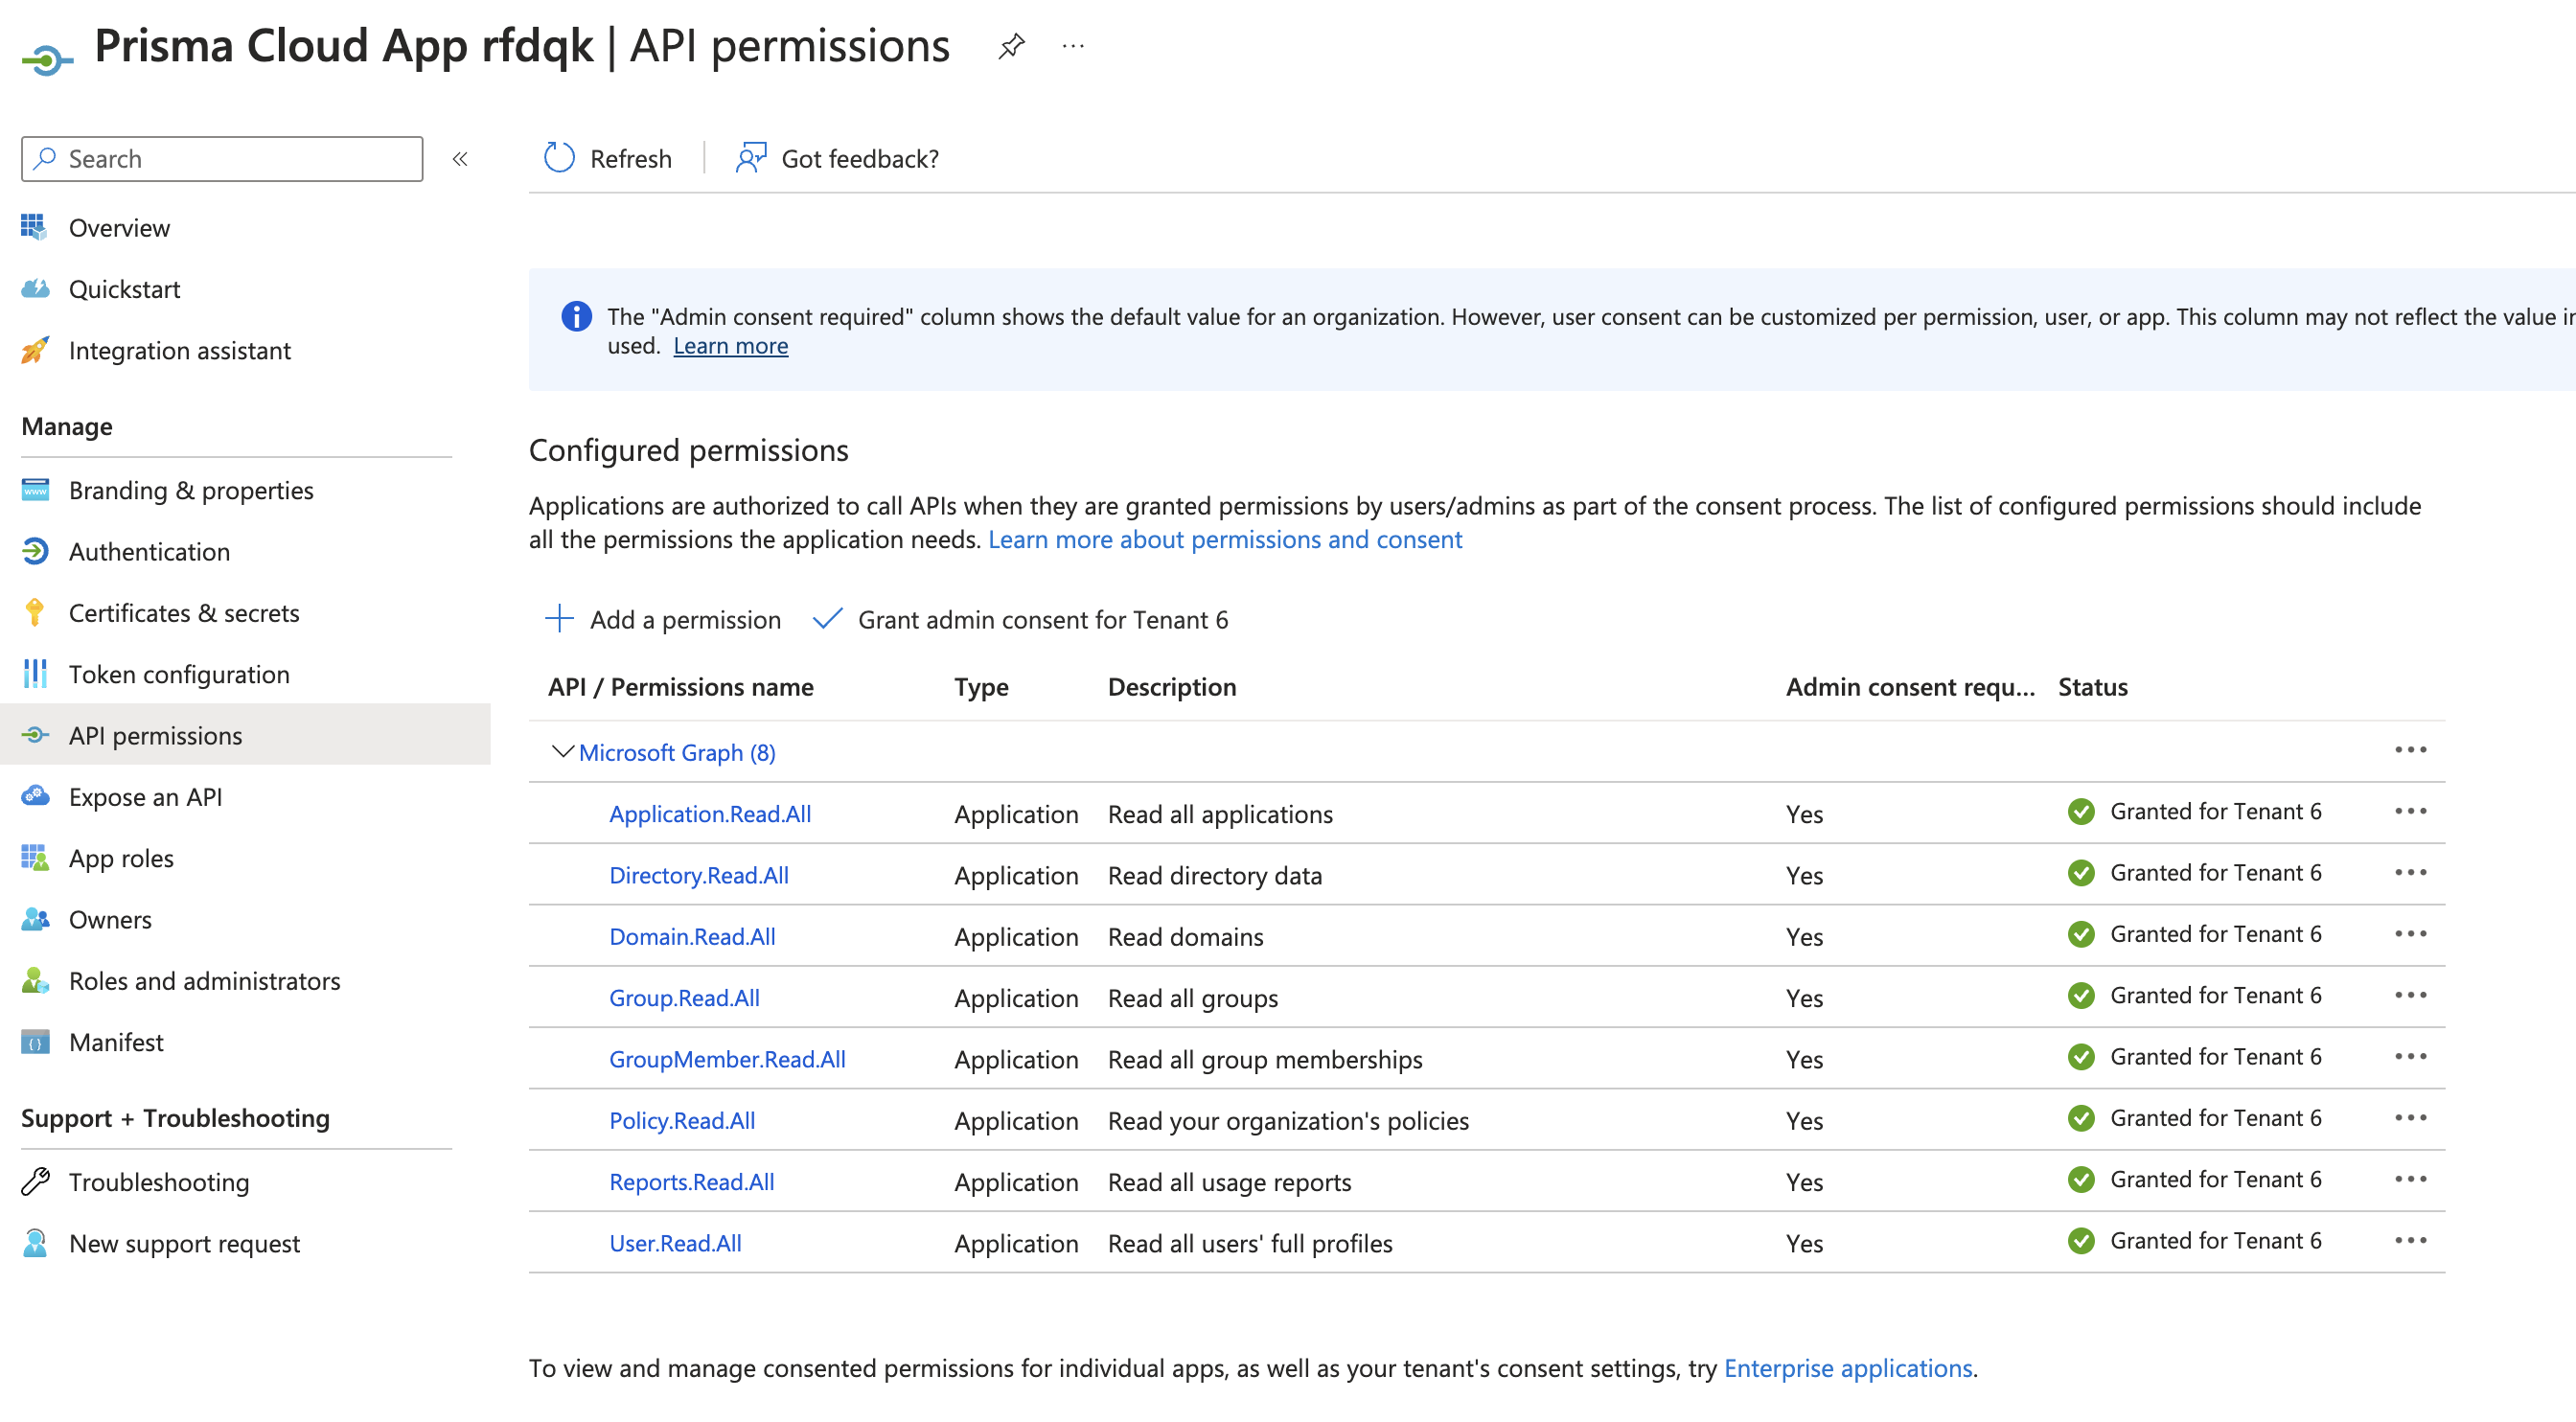 Prisma Cloud App rfdqk | API permissions
Search
Refresh
Got feedback?
Overview
Quickstart
Integration assistant
Manage
Branding & properties
Authentication
Certificates & secrets
Token configuration
API permissions
Expose an API
App roles
Owners
Roles and administrators
Manifest
Support + Troubleshooting
Troubleshooting
New support request
The "Admin consent required" column shows the default value for an organization. However, user consent can be customized per permission, user, or app. This column may not reflect the value in
used. Learn more
Configured permissions
Applications are authorized to call APIs when they are granted permissions by users/admins as part of the consent process. The list of configured permissions should include
all the permissions the application needs. Learn more about permissions and consent
Add a permission Grant admin consent for Tenant 6
API / Permissions name Type Description Admin consent requ... Status
Microsoft Graph (8)
Application.Read.All Application Read all applications Yes Granted for Tenant 6
Directory.Read.All Application Read directory data Yes Granted for Tenant 6
Domain.Read.All Application Read domains Yes Granted for Tenant 6
Group.Read.All Application Read all groups Yes Granted for Tenant 6
GroupMember.Read.All Application Read all group memberships Yes Granted for Tenant 6
Policy.Read.All Application Read your organization's policies Yes Granted for Tenant 6
Reports.Read.All Application Read all usage reports Yes Granted for Tenant 6
User.Read.All Application Read all users' full profiles Yes Granted for Tenant 6
To view and manage consented permissions for individual apps, as well as your tenant's consent settings, try Enterprise applications.